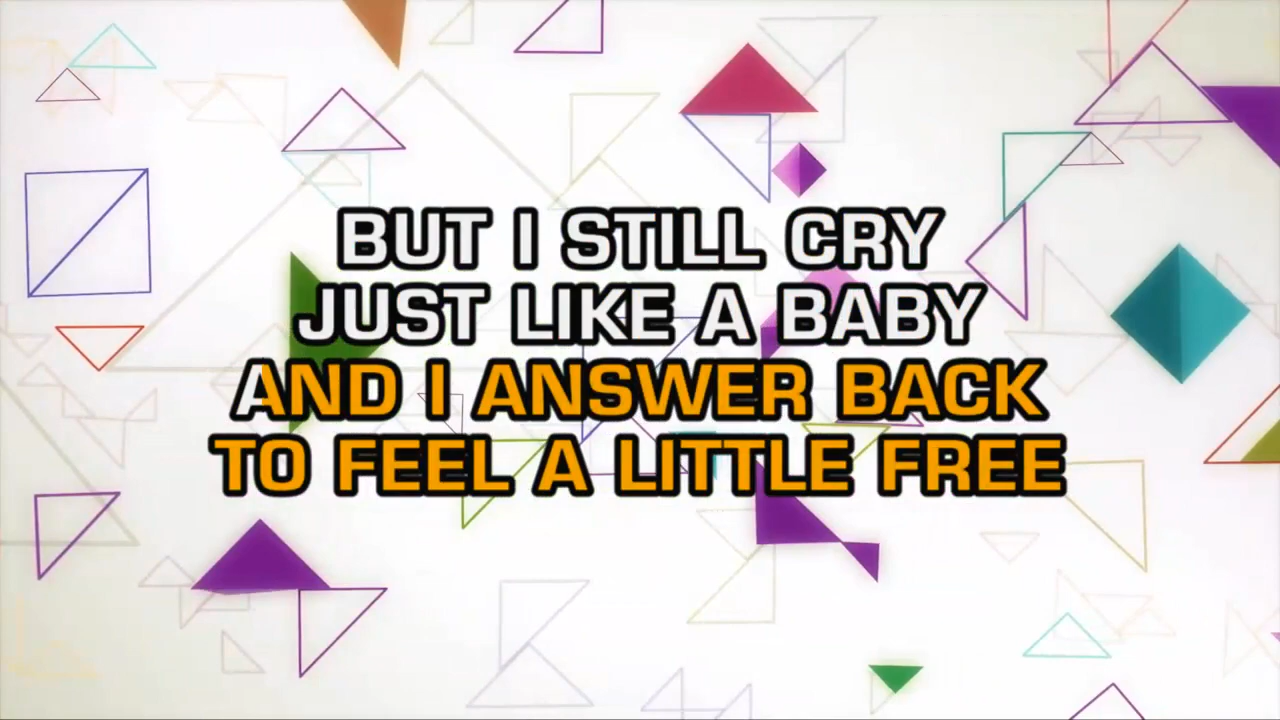 BUT I STILL CRY
JUST LIKE A BABY
AND I ANSWER BACK
TO FEEL A LITTLE FREE